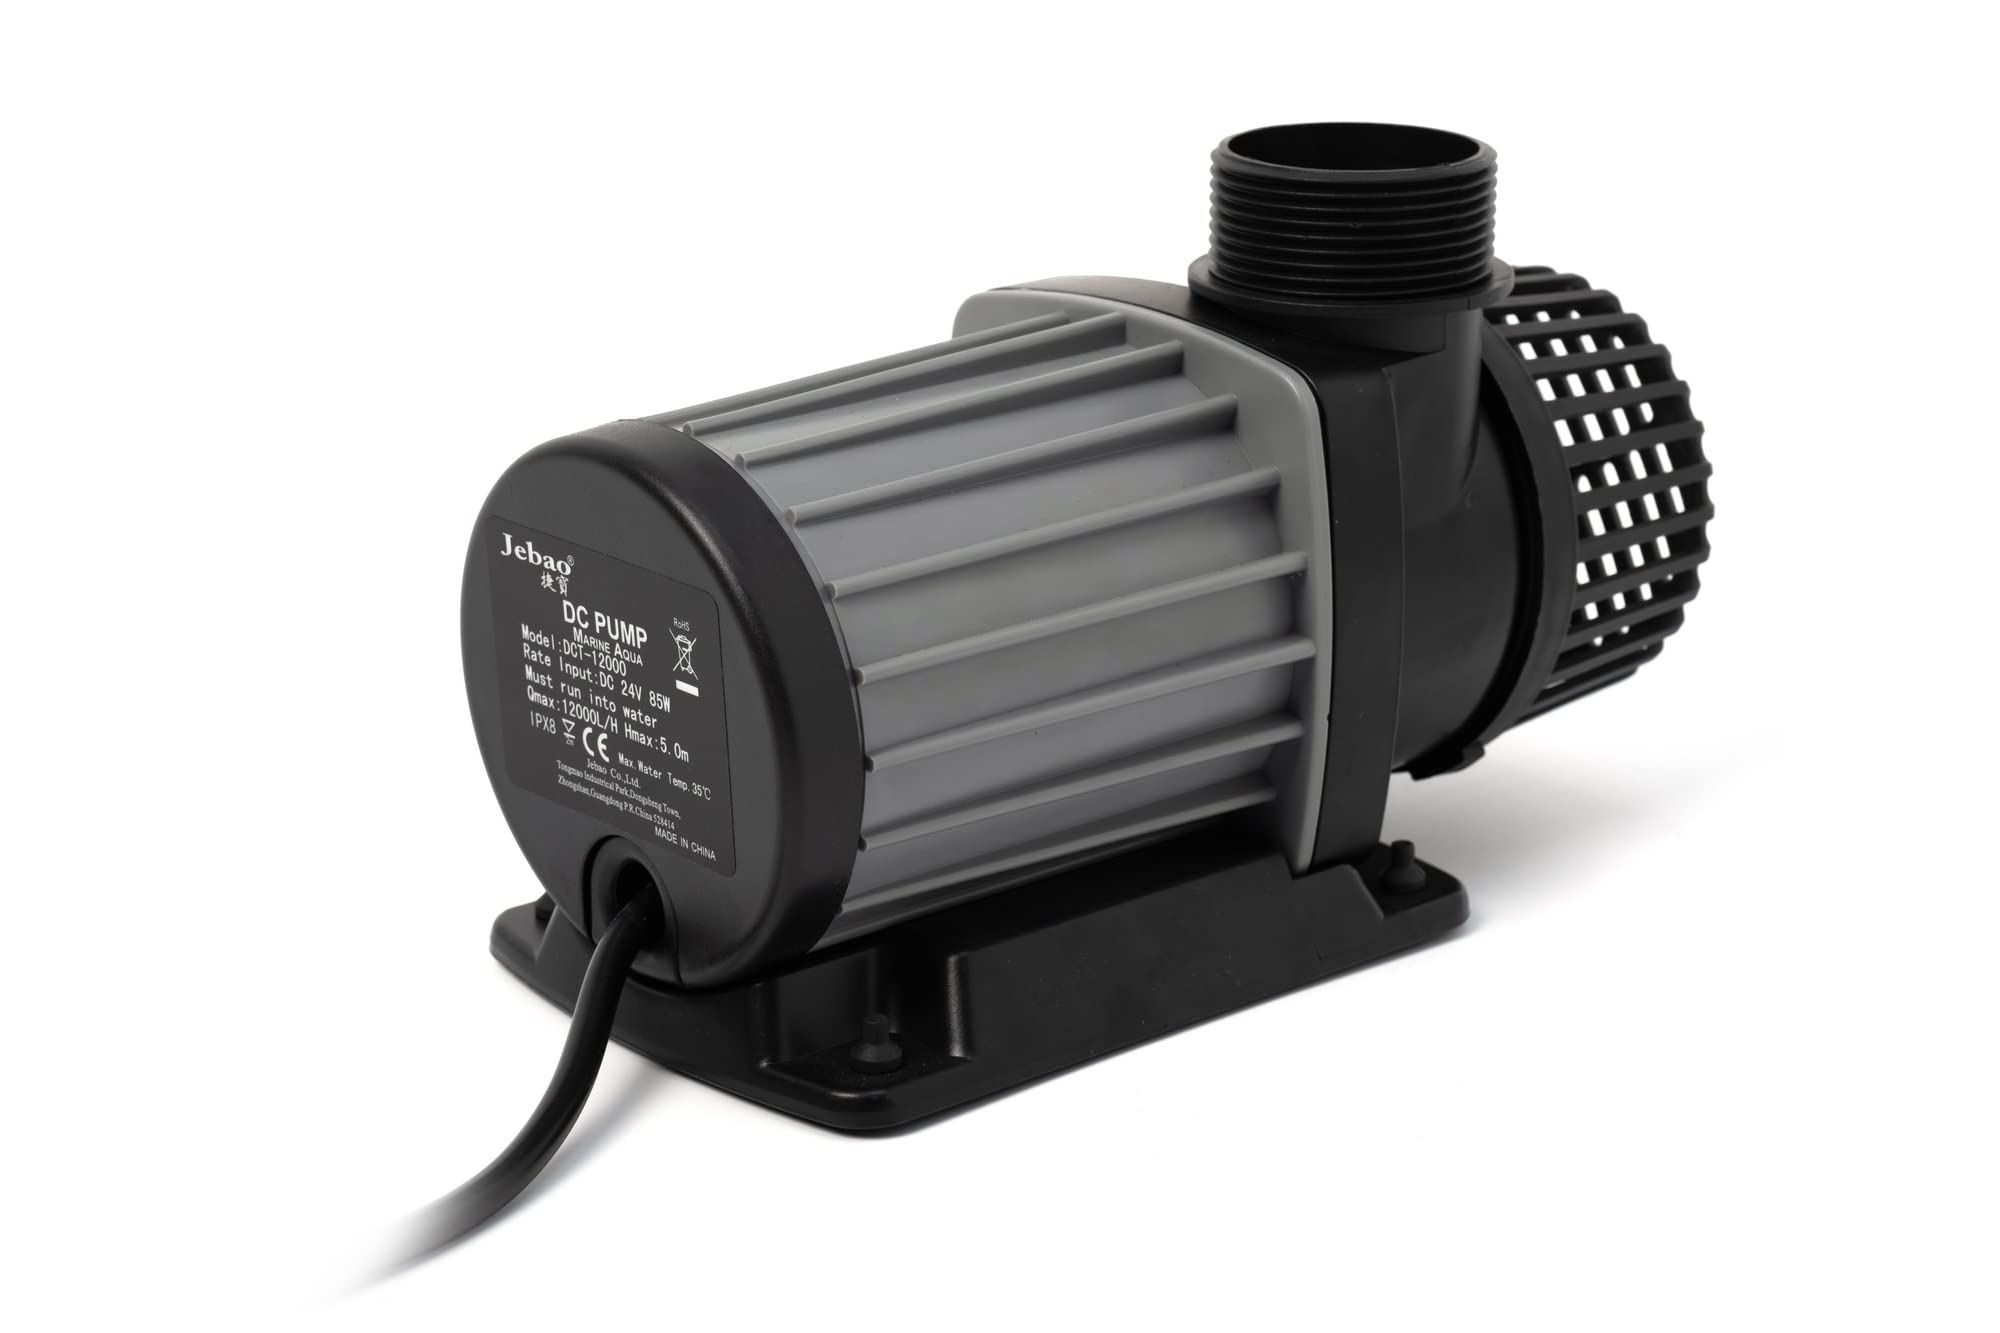 Jebao®
捷寶
DC PUMP
MARINE AQUA
RoHS
Model:DCT-12000
Rate Input:DC 24V 85W
Must run into water
Qmax:12000L/H Hmax:5.0m
IPX8 2m CE Max.Water Temp.35℃
Jebao Co.,Ltd.
Tongmao Industrial Park,Dongsheng Town,
Zhongshan,Guangdong P.R.China 528414
MADE IN CHINA